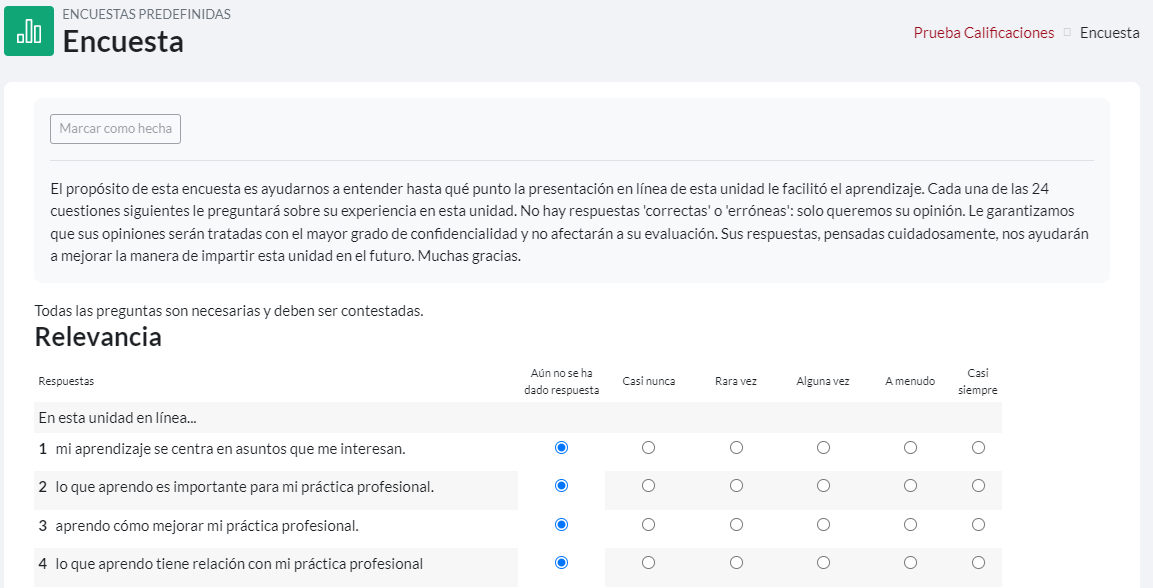 ENCUESTAS PREDEFINIDAS
Encuesta
Prueba Calificaciones Encuesta
Marcar como hecha
El propósito de esta encuesta es ayudarnos a entender hasta qué punto la presentación en línea de esta unidad le facilitó el aprendizaje. Cada una de las 24
cuestiones siguientes le preguntará sobre su experiencia en esta unidad. No hay respuestas 'correctas' o 'erróneas': solo queremos su opinión. Le garantizamos
que sus opiniones serán tratadas con el mayor grado de confidencialidad y no afectarán a su evaluación. Sus respuestas, pensadas cuidadosamente, nos ayudarán
a mejorar la manera de impartir esta unidad en el futuro. Muchas gracias.
Todas las preguntas son necesarias y deben ser contestadas.
Relevancia
Respuestas
Aún no se ha
dado respuesta
Casi nunca
Rara vez
Alguna vez
A menudo
Casi
siempre
En esta unidad en línea...
1 mi aprendizaje se centra en asuntos que me interesan.
2 lo que aprendo es importante para mi práctica profesional.
3 aprendo cómo mejorar mi práctica profesional.
4 lo que aprendo tiene relación con mi práctica profesional